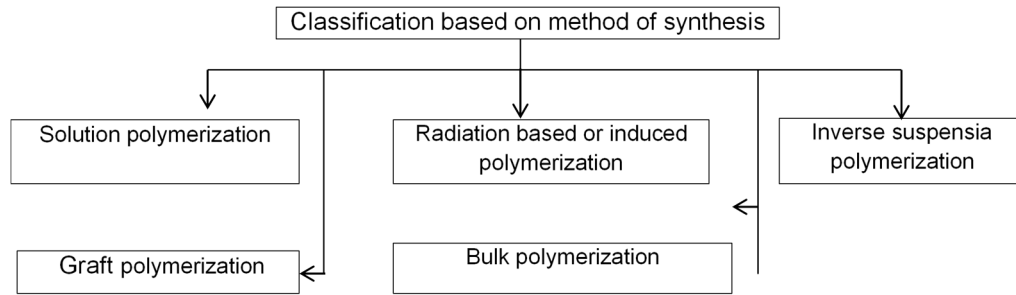 Classification based on method of synthesis
Solution polymerization
Radiation based or induced
polymerization
Inverse suspensia
polymerization
Graft polymerization
Bulk polymerization